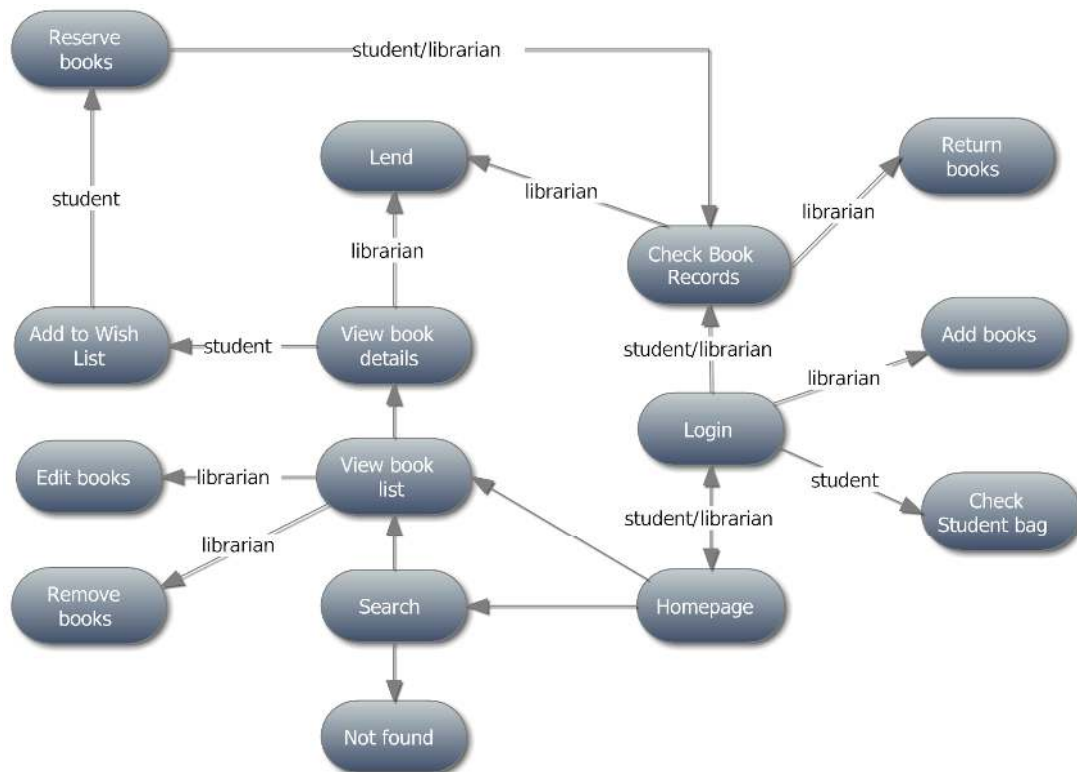 Reserve
books
student/librarian
Lend
Return
books
librarian
student
librarian
librarian
Check Book
Records
Add to Wish
List
student
View book
details
student/librarian
Add books
librarian
Login
Edit books
librarian
View book
list
student
Check
Student bag
student/librarian
librarian
Remove
books
Search
Homepage
Not found